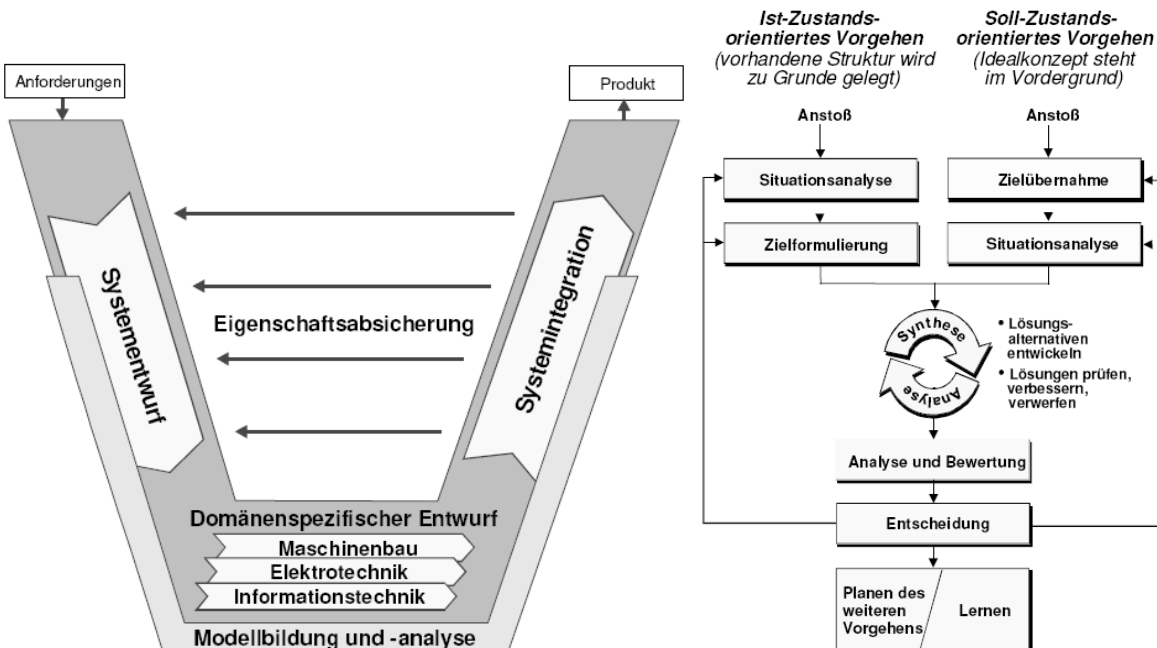 Anforderungen
Produkt
Systementwurf
Eigenschaftsabsicherung
Systemintegration
Domänenspezifischer Entwurf
Maschinenbau
Elektrotechnik
Informationstechnik
Modellbildung und -analyse
Ist-Zustands-
orientiertes Vorgehen
(vorhandene Struktur wird
zu Grunde gelegt)
Soll-Zustands-
orientiertes Vorgehen
(Idealkonzept steht
im Vordergrund)
Anstoß
Anstoß
Situationsanalyse
Zielübernahme
Zielformulierung
Situationsanalyse
Synthese
Analyse
• Lösungs-
alternativen
entwickeln
• Lösungen prüfen,
verbessern,
verwerfen
Analyse und Bewertung
Entscheidung
Planen des
weiteren
Vorgehens
Lernen